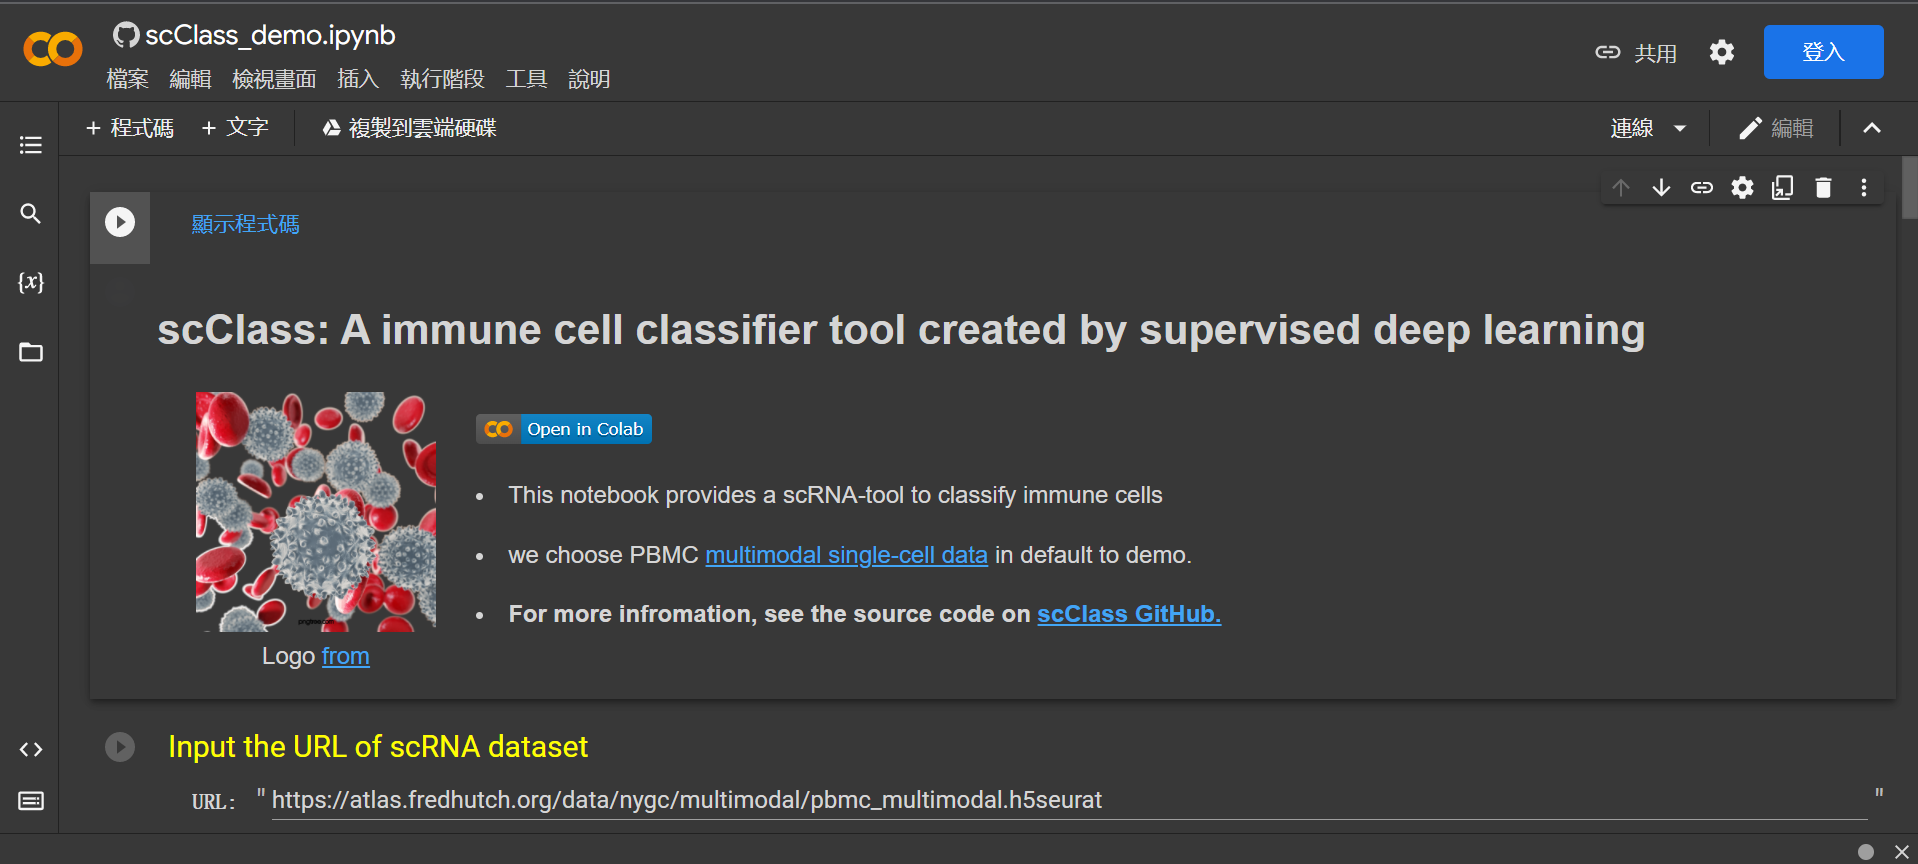 scClass_demo.ipynb
檔案 編輯 檢視畫面 插入 執行階段 工具 說明
共用
登入
+ 程式碼 + 文字 複製到雲端硬碟
連線 編輯
{x}
顯示程式碼
scClass: A immune cell classifier tool created by supervised deep learning
Open in Colab
• This notebook provides a scRNA-tool to classify immune cells
• we choose PBMC multimodal single-cell data in default to demo.
• For more infromation, see the source code on scClass GitHub.
pngtree.com
Logo from
Input the URL of scRNA dataset
URL: " https://atlas.fredhutch.org/data/nygc/multimodal/pbmc_multimodal.h5seurat "